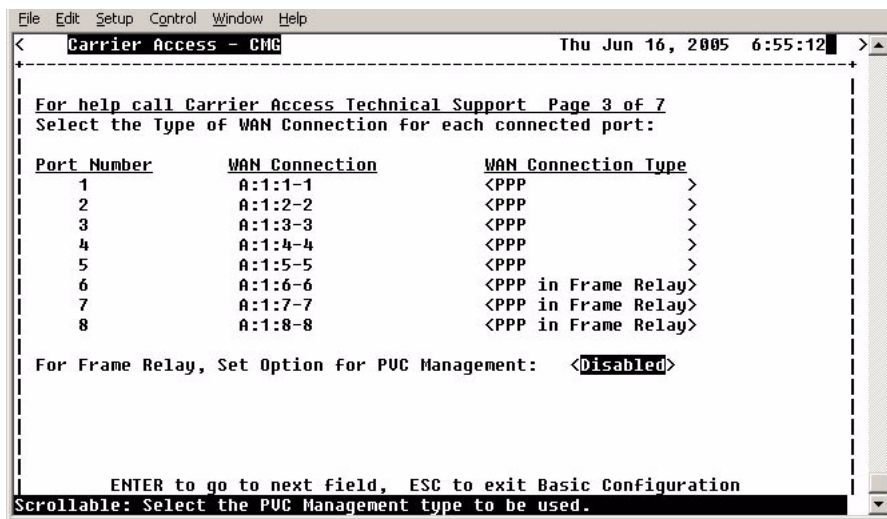 File Edit Setup Control Window Help
< Carrier Access - CMG Thu Jun 16, 2005 6:55:12 >
For help call Carrier Access Technical Support Page 3 of 7
Select the Type of WAN Connection for each connected port:
Port Number WAN Connection WAN Connection Type
1 A:1:1-1 <PPP >
2 A:1:2-2 <PPP >
3 A:1:3-3 <PPP >
4 A:1:4-4 <PPP >
5 A:1:5-5 <PPP >
6 A:1:6-6 <PPP in Frame Relay>
7 A:1:7-7 <PPP in Frame Relay>
8 A:1:8-8 <PPP in Frame Relay>
For Frame Relay, Set Option for PVC Management: <Disabled>
ENTER to go to next field, ESC to exit Basic Configuration
Scrollable: Select the PVC Management type to be used.